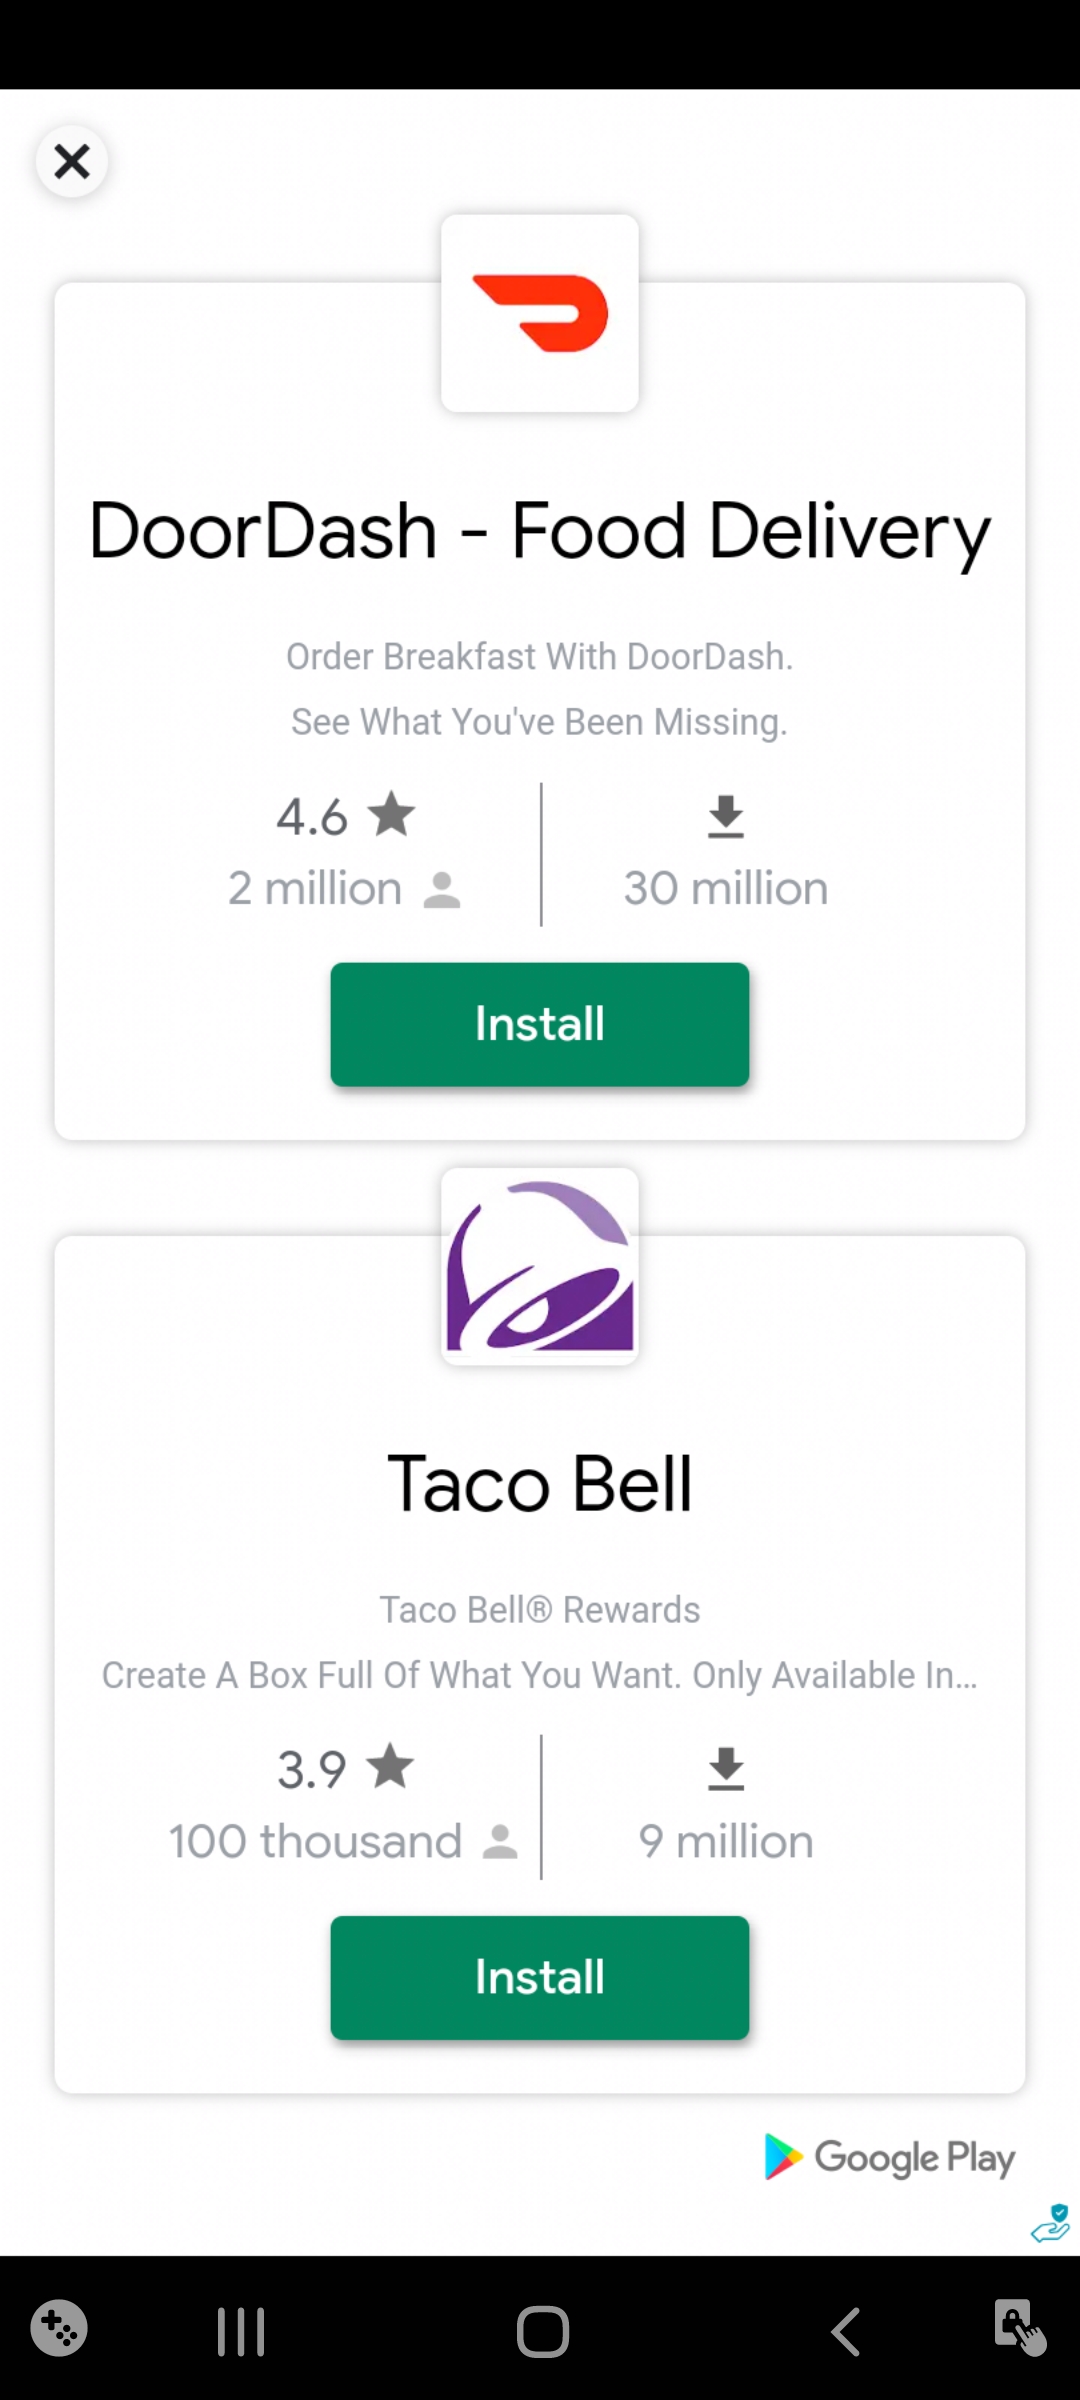 DoorDash - Food Delivery
Order Breakfast With DoorDash.
See What You've Been Missing.
4.6
2 million
30 million
Install
Taco Bell
Taco Bell® Rewards
Create A Box Full Of What You Want. Only Available In...
3.9
100 thousand
9 million
Install
Google Play